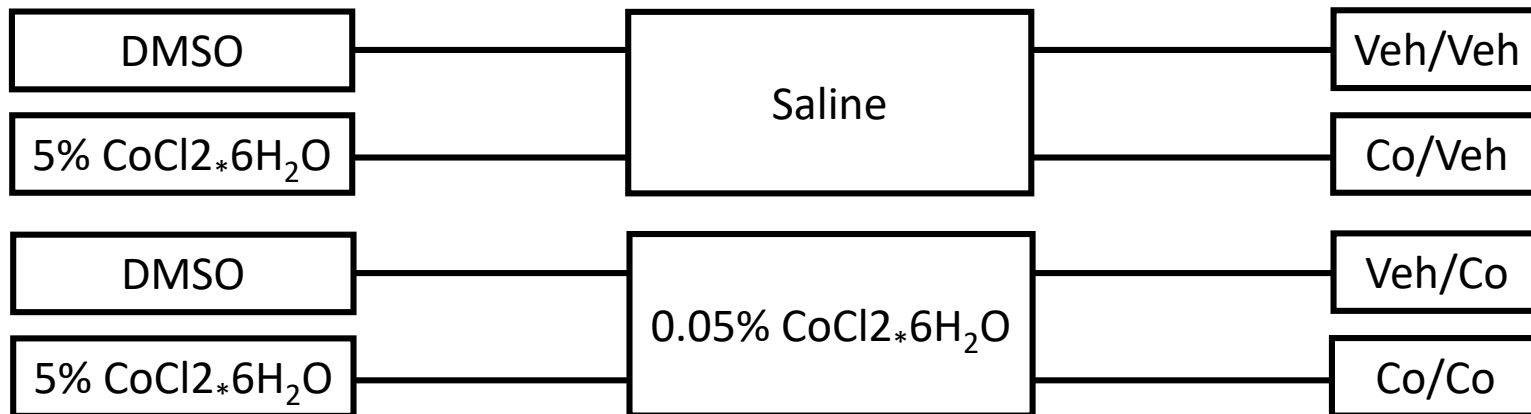 DMSO
Saline
Veh/Veh
5% CoCl2*6H₂O
Co/Veh
DMSO
0.05% CoCl2*6H₂O
Veh/Co
5% CoCl2*6H₂O
Co/Co